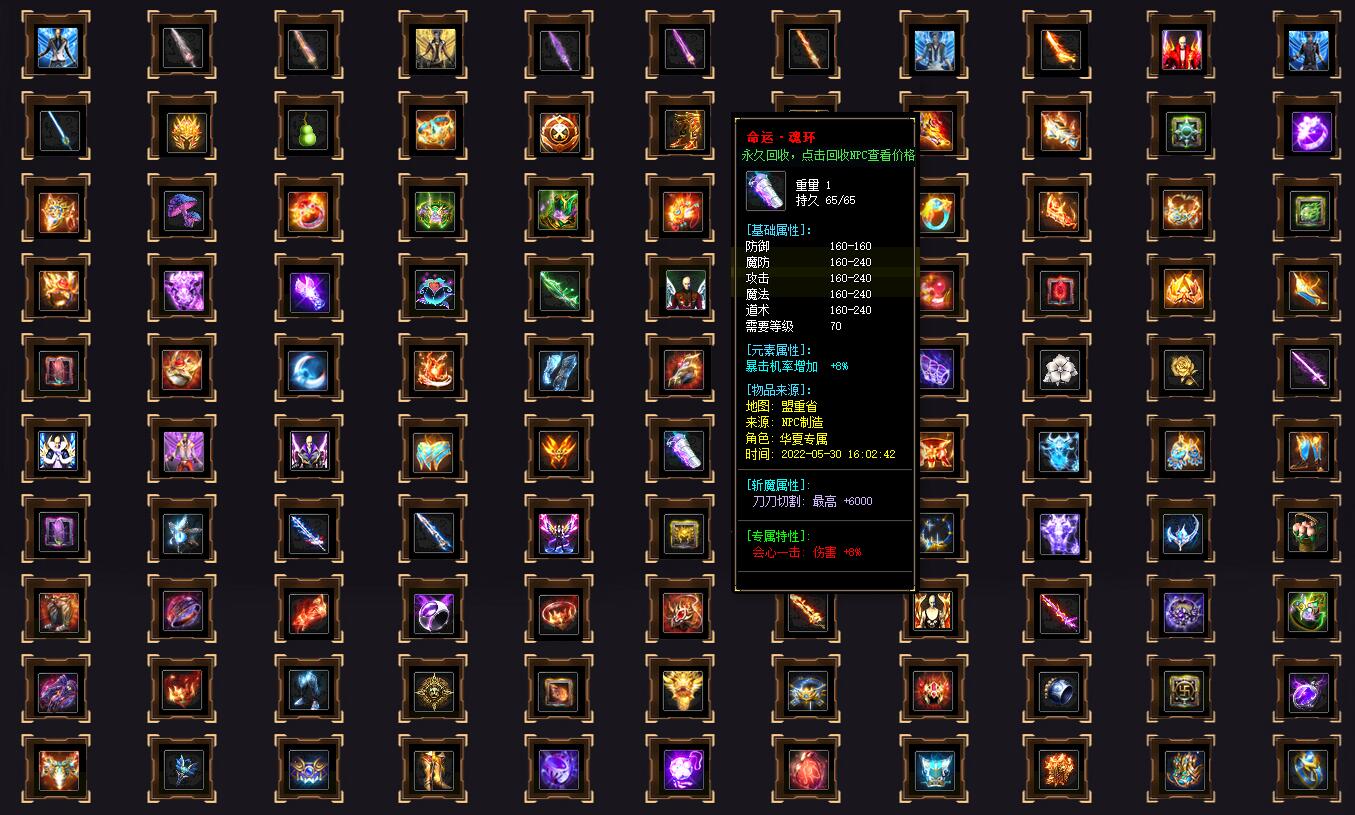 命运·魂环
永久回收，点击回收NPC查看价格
重量 1
持久 65/65
[基础属性]:
防御 160-160
魔防 160-240
攻击 160-240
魔法 160-240
道术 160-240
需要等级 70
[元素属性]:
暴击机率增加 +8%
[物品来源]:
地图: 盟重省
来源: NPC制造
角色: 华夏专属
时间: 2022-05-30 16:02:42
[斩魔属性]:
刀刀切割: 最高 +6000
[专属特性]:
会心一击: 伤害 +8%